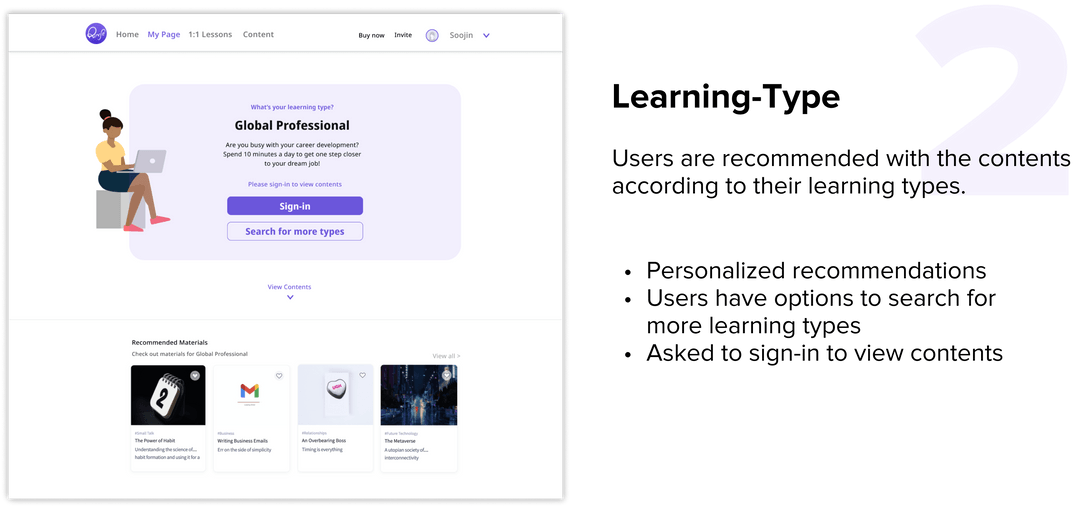 Home My Page 1:1 Lessons Content Buy now Invite Soojin
What's your leaerning type?
Global Professional
Are you busy with your career development?
Spend 10 minutes a day to get one step closer
to your dream job!
Please sign-in to view contents
Sign-in
Search for more types
View Contents
Recommended Materials
Check out materials for Global Professional
View all >
2
#Small Talk
The Power of Habit
Understanding the science of...
habit formation and using it for a
#Business
Writing Business Emails
Err on the side of simplicity
#Relationships
An Overbearing Boss
Timing is everything
#Future Technology
The Metaverse
A utopian society of...
interconnectivity
2
Learning-Type
Users are recommended with the contents
according to their learning types.
• Personalized recommendations
• Users have options to search for
more learning types
• Asked to sign-in to view contents